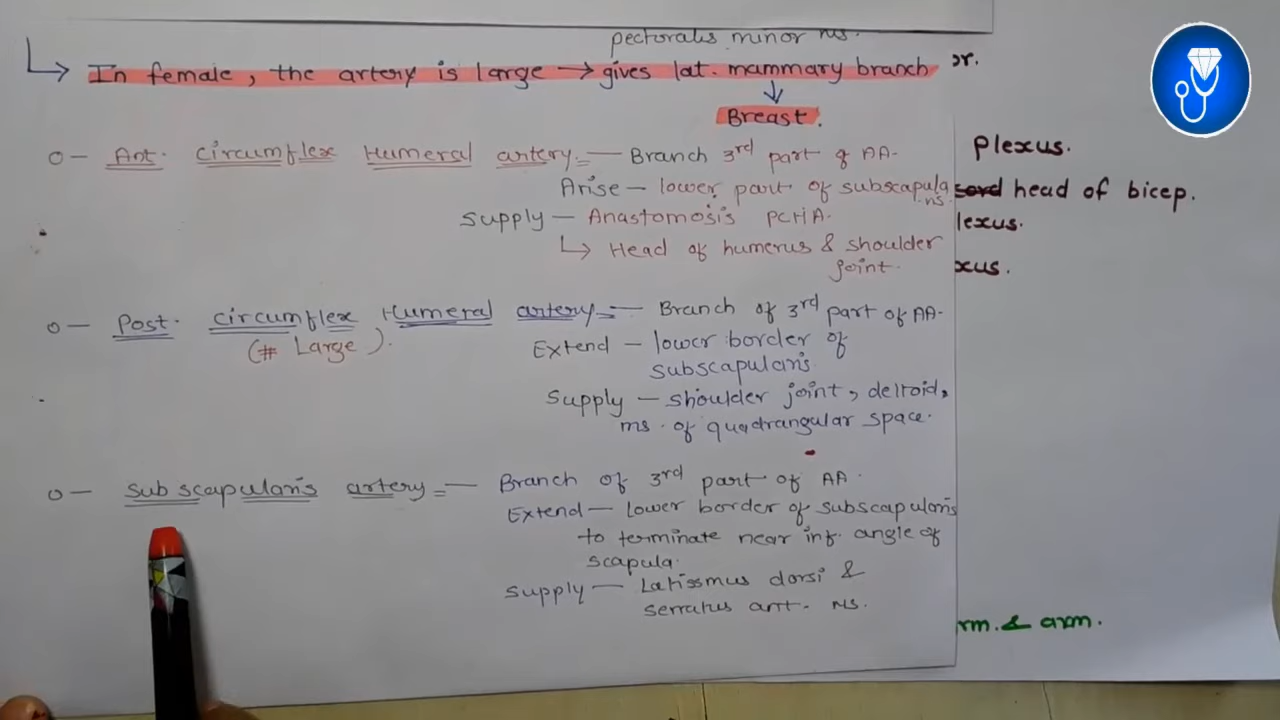 pectoralis minor ms.
↳ In female, the artery is large → gives lat. mammary branch or.
↓
Breast.
plexus.
o- Ant. circumflex Humeral artery = — Branch 3rd part of AA.
Arise — lower part of subscapula ms. head of bicep.
Supply — Anastomosis PCHA.
lexus.
↳ Head of humerus & shoulder joint.
xus.
o- Post. circumflex Humeral artery = — Branch of 3rd part of AA.
(# Large).
Extend — lower border of
subscapularis
Supply — shoulder joint, deltoid,
ms. of quadrangular space.
o- Subscapularis artery = — Branch of 3rd part of AA.
Extend — Lower border of subscapularis
to terminate near inf. angle of
scapula.
Supply — Latissmus dorsi &
serratus ant. Ms.
rm. & arm.